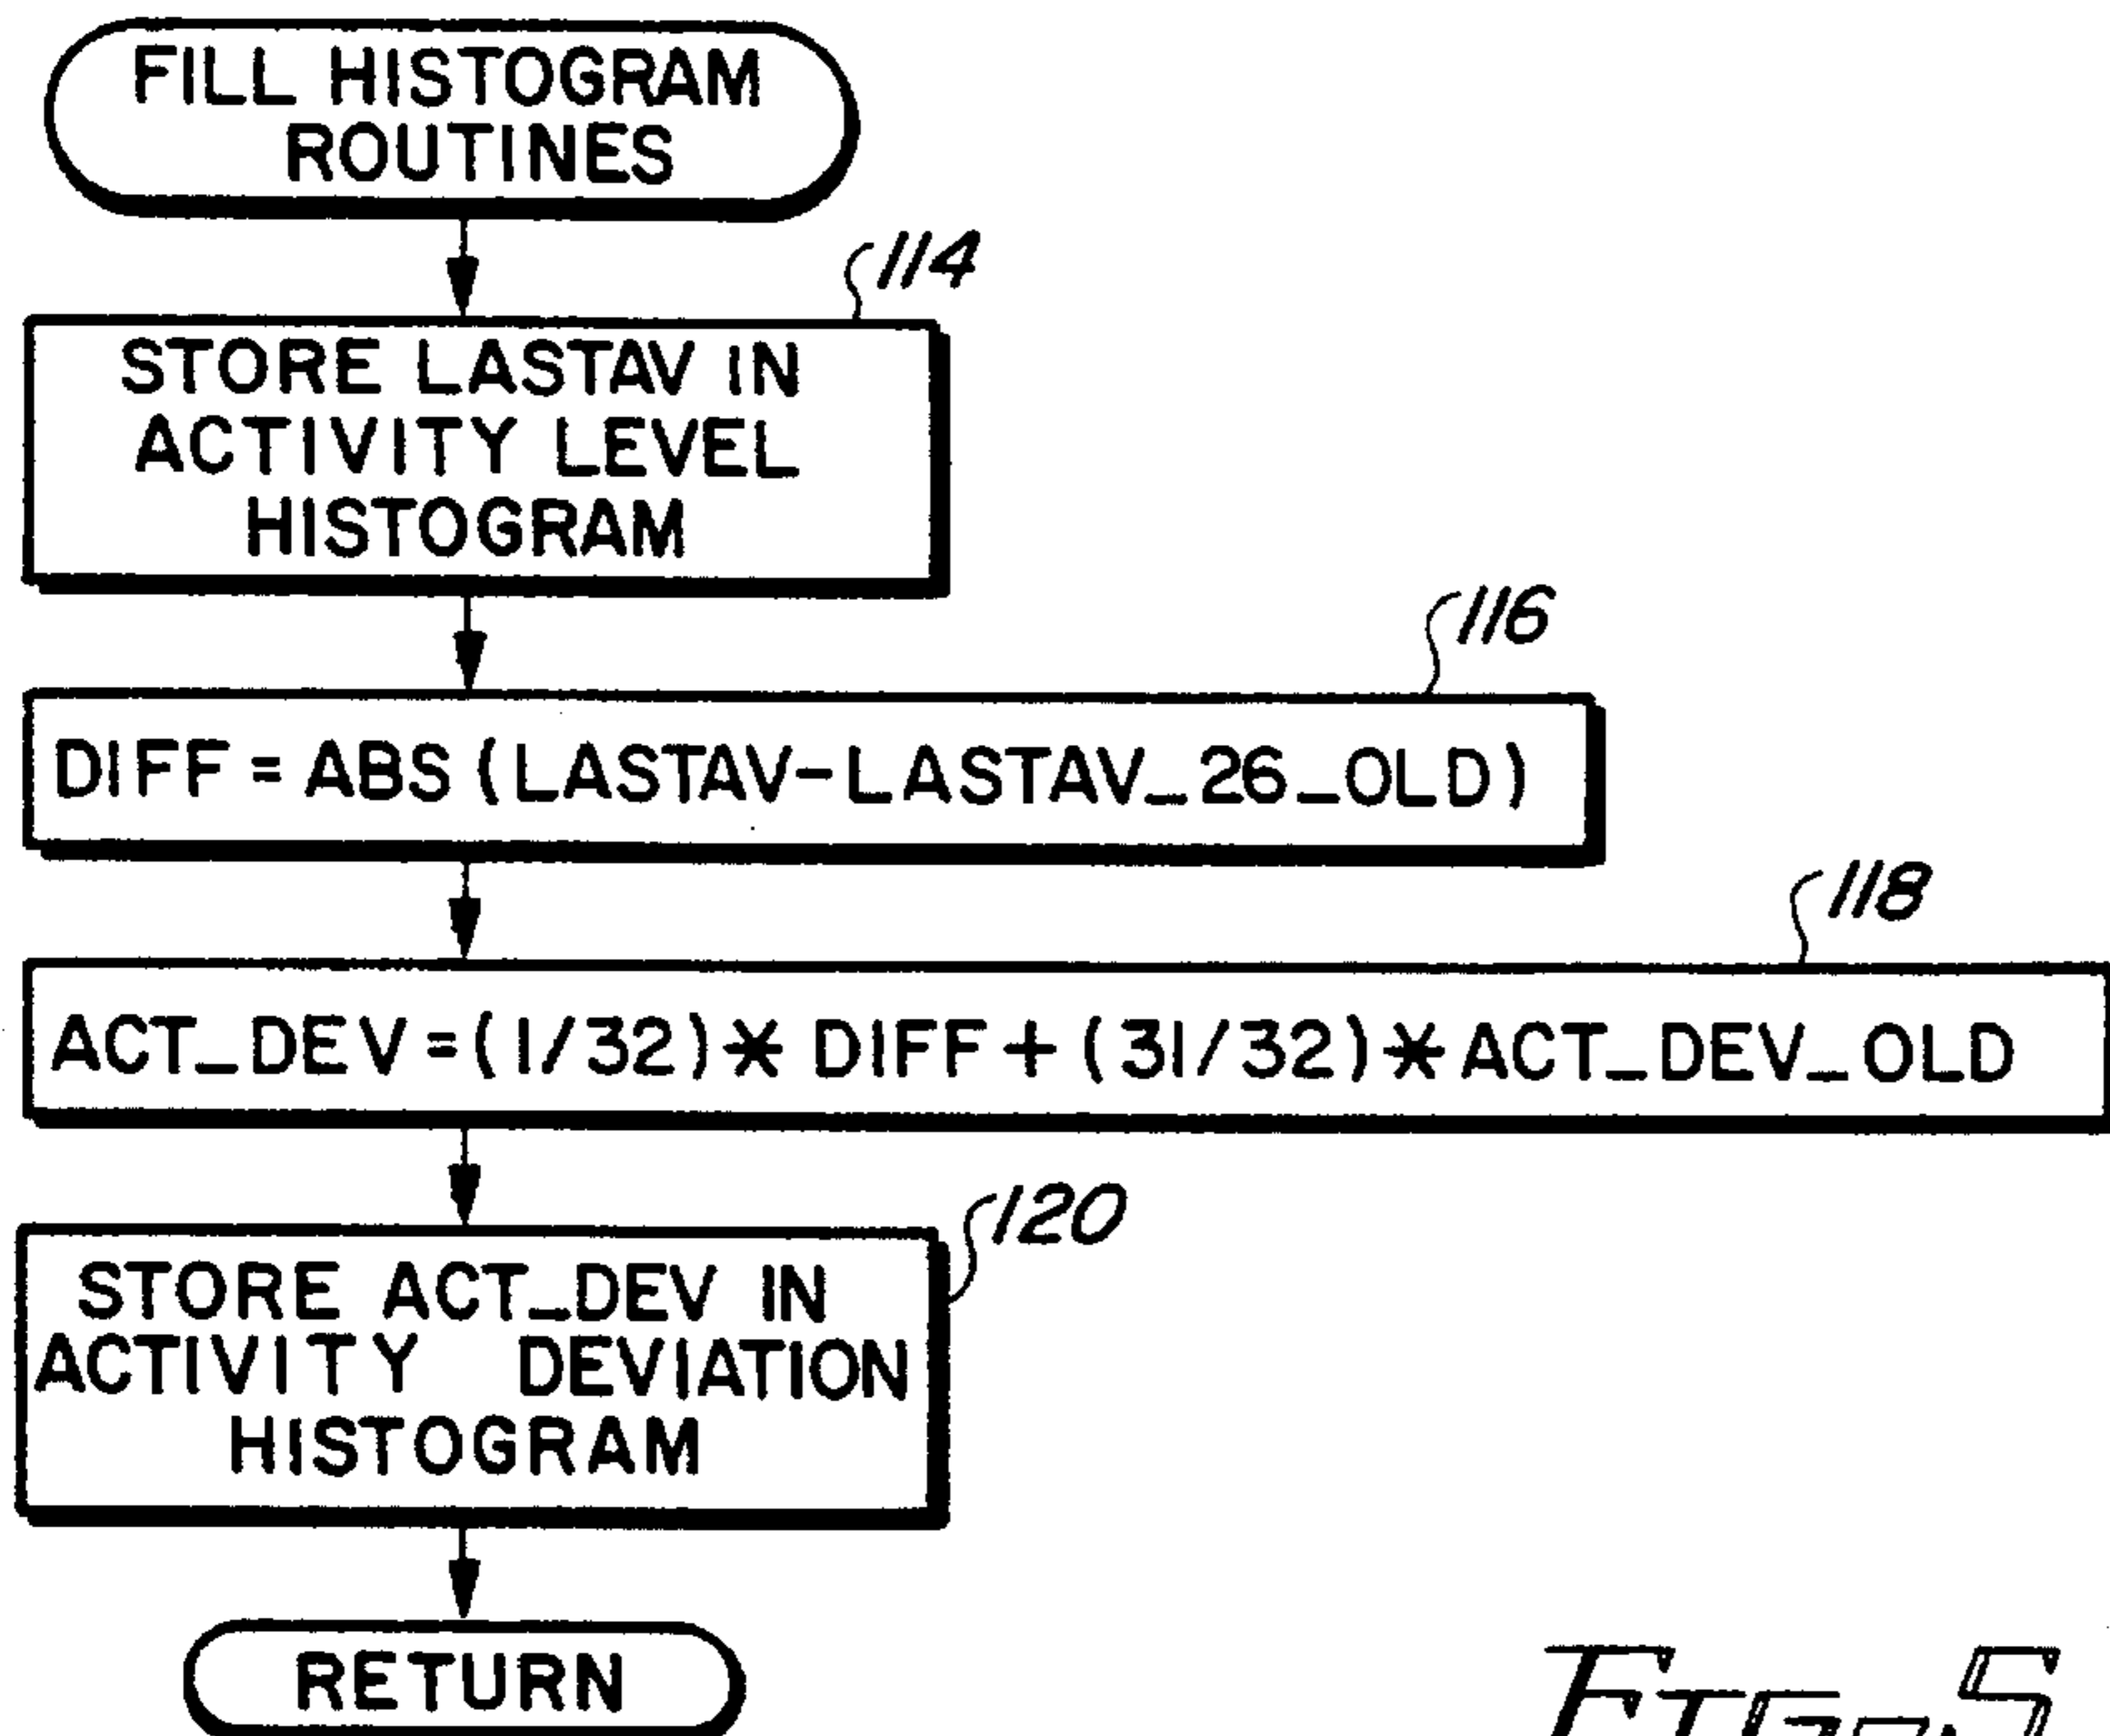 FILL HISTOGRAM
ROUTINES
114
STORE LASTAV IN
ACTIVITY LEVEL
HISTOGRAM
116
DIFF = ABS (LASTAV-LASTAV_26_OLD)
118
ACT_DEV = (1/32) * DIFF + (31/32) * ACT_DEV_OLD
120
STORE ACT_DEV IN
ACTIVITY DEVIATION
HISTOGRAM
RETURN